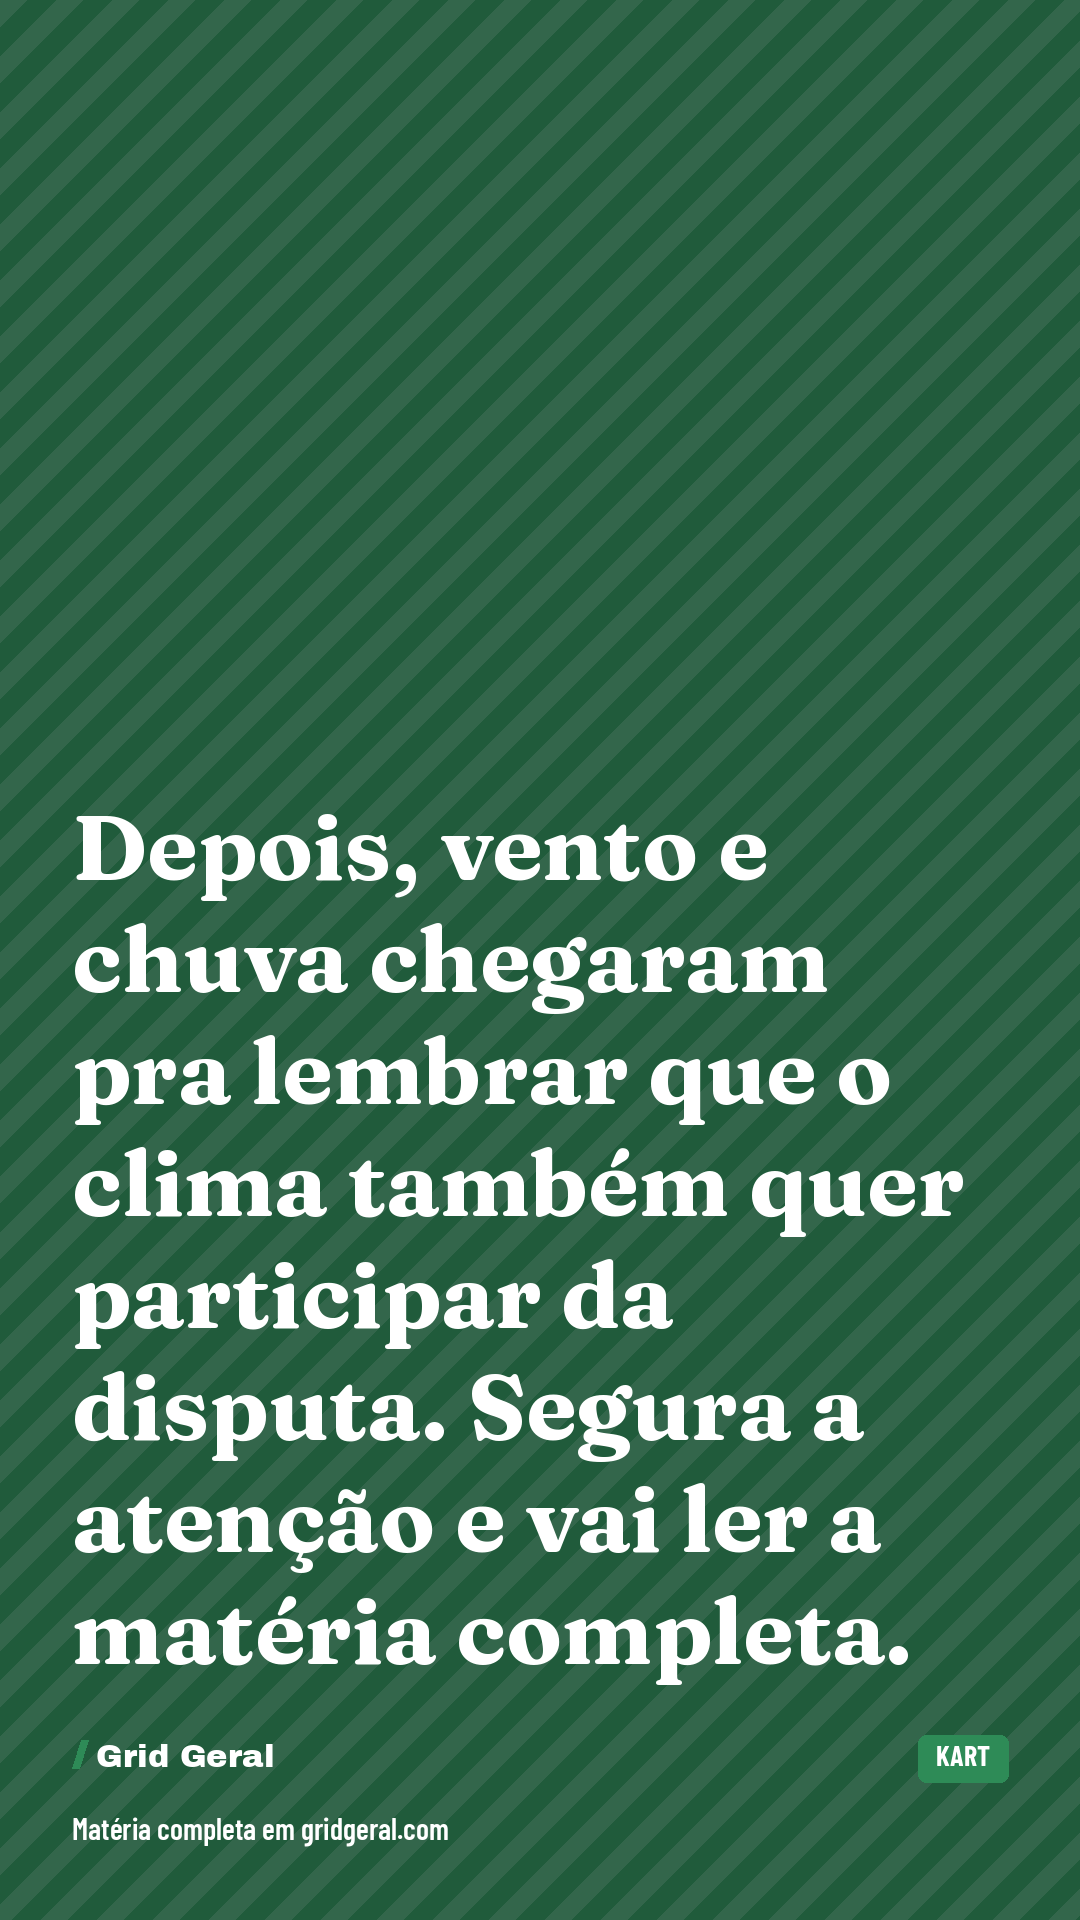 Depois, vento e
chuva chegaram
pra lembrar que o
clima também quer
participar da
disputa. Segura a
atenção e vai ler a
matéria completa.
/ Grid Geral
KART
Matéria completa em gridgeral.com